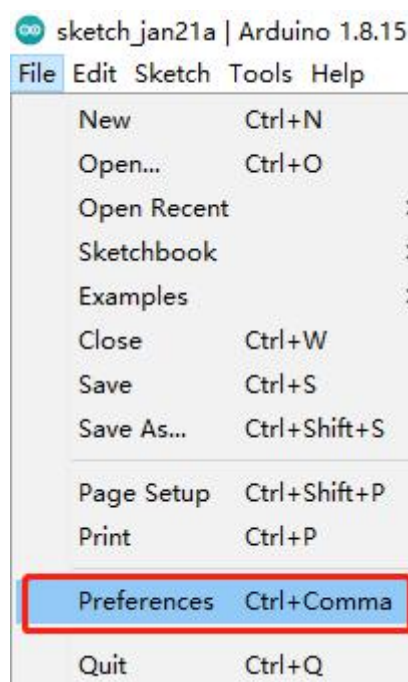 sketch_jan21a | Arduino 1.8.15
File Edit Sketch Tools Help
New Ctrl+N
Open... Ctrl+O
Open Recent
Sketchbook
Examples
Close Ctrl+W
Save Ctrl+S
Save As... Ctrl+Shift+S
Page Setup Ctrl+Shift+P
Print Ctrl+P
Preferences Ctrl+Comma
Quit Ctrl+Q